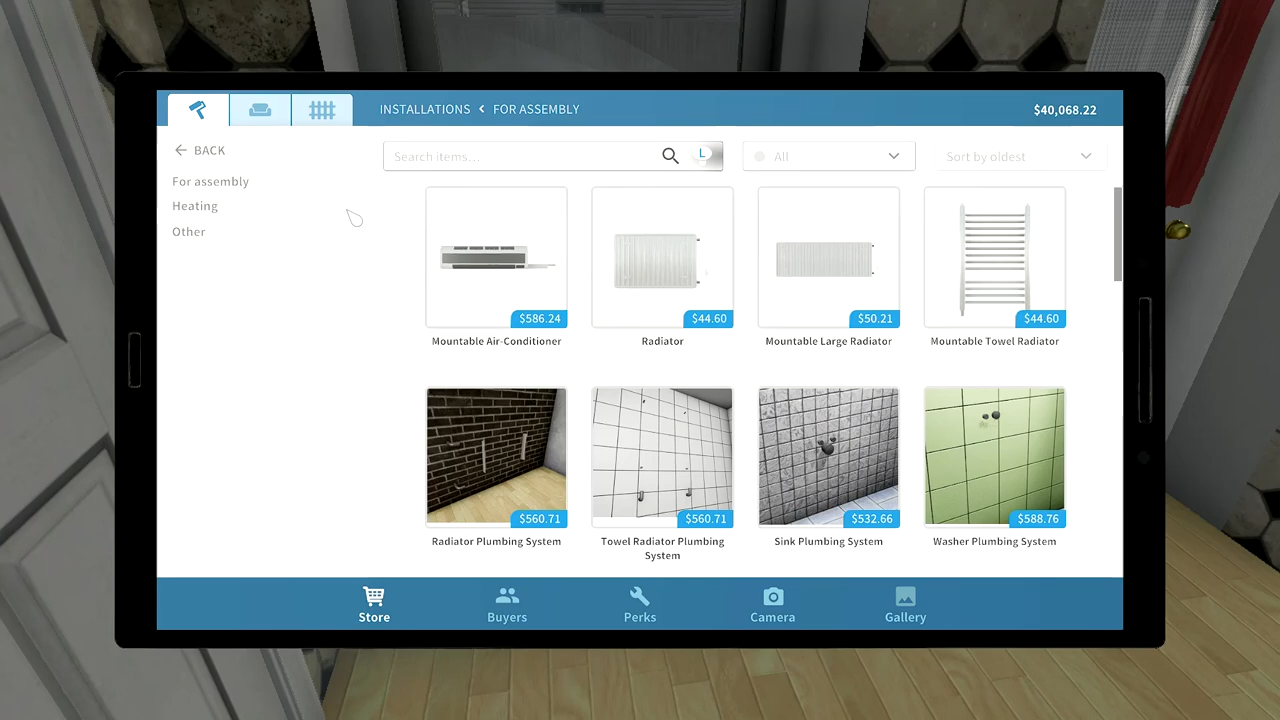 INSTALLATIONS < FOR ASSEMBLY
$40,068.22
BACK
For assembly
Heating
Other
Search items...
L
All
Sort by oldest
$586.24
$44.60
$50.21
$44.60
Mountable Air-Conditioner
Radiator
Mountable Large Radiator
Mountable Towel Radiator
$560.71
$560.71
$532.66
$588.76
Radiator Plumbing System
Towel Radiator Plumbing
System
Sink Plumbing System
Washer Plumbing System
Store
Buyers
Perks
Camera
Gallery